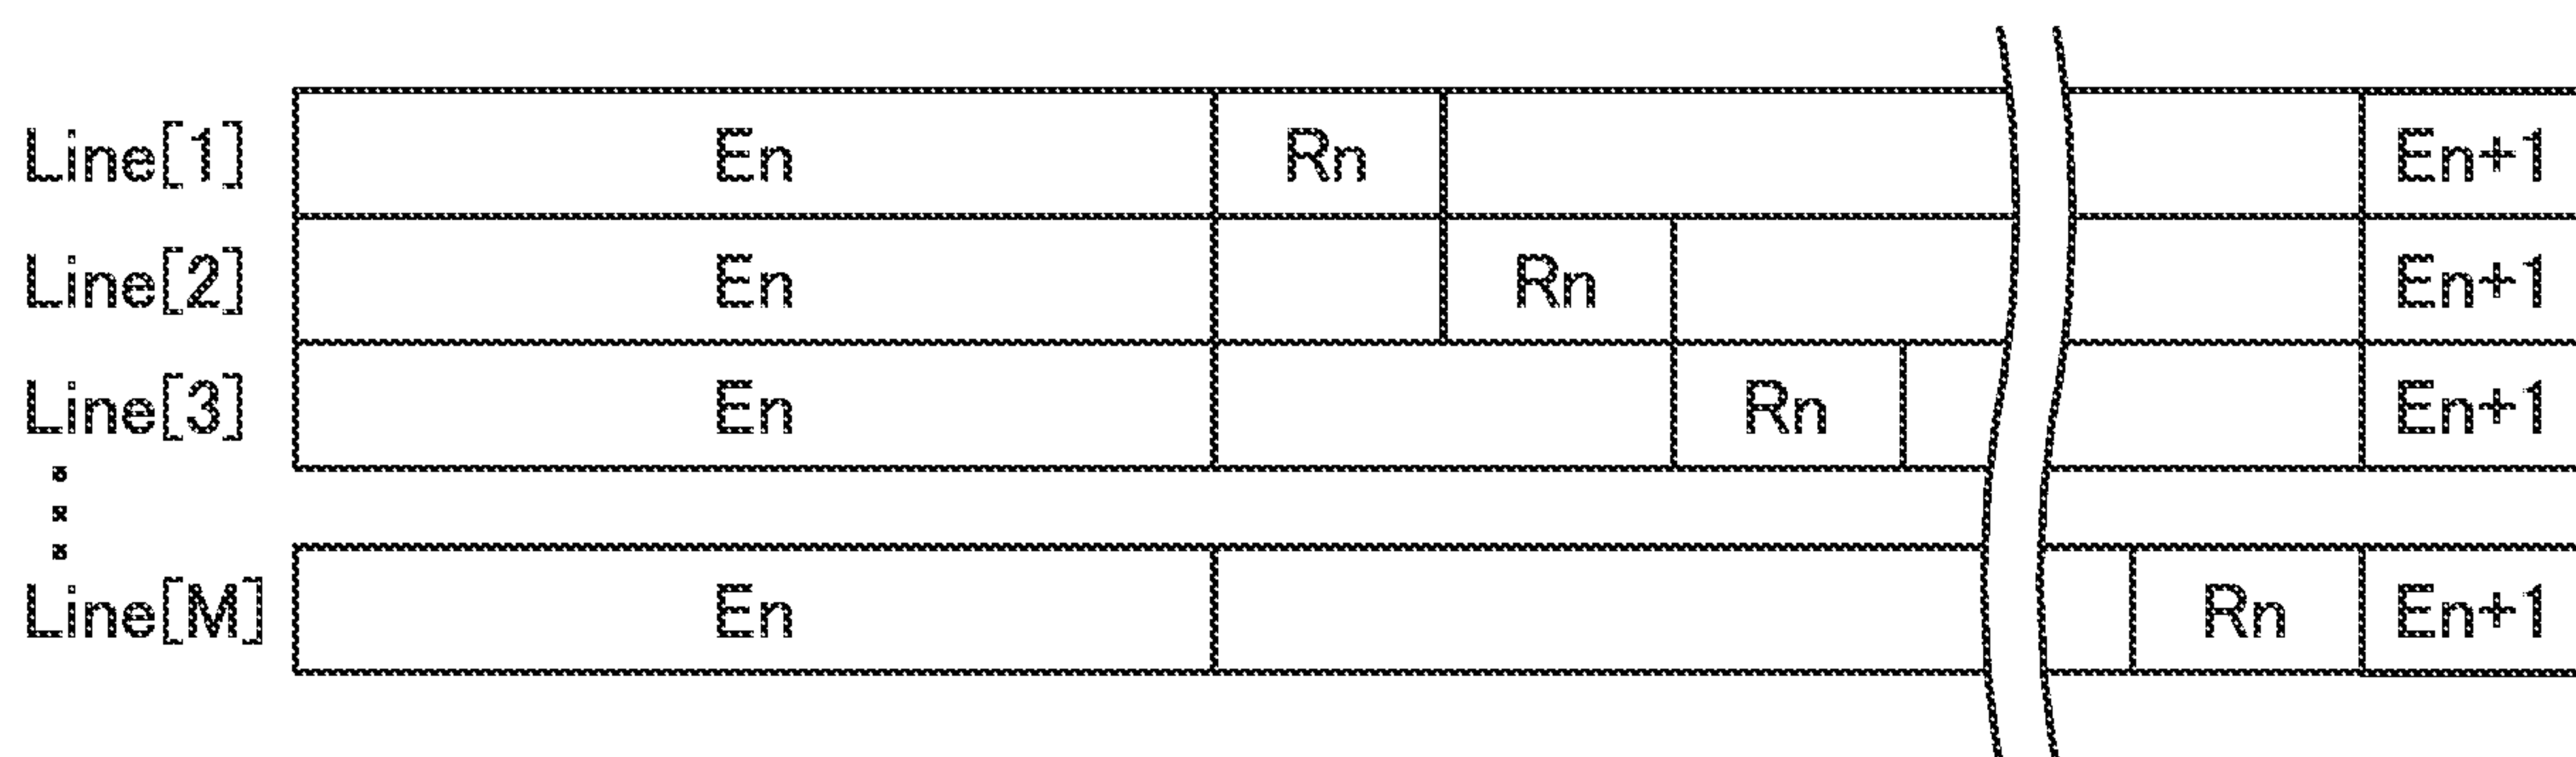 Line[1] En Rn En+1
Line[2] En Rn En+1
Line[3] En Rn En+1
Line[M] En Rn En+1